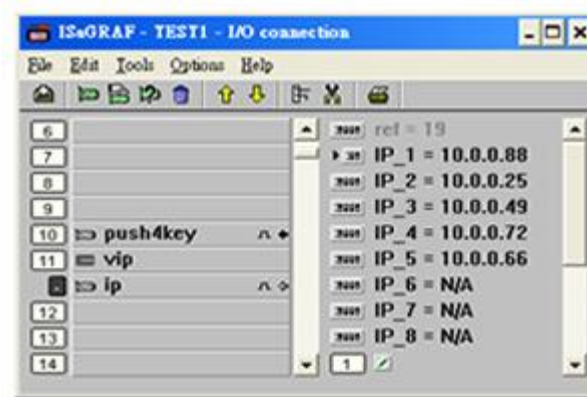 ISaGRAF - TEST1 - I/O connection
File Edit Tools Options Help
6
7
8
9
10 push4key
11 vip
ip
12
13
14
ref = 19
IP_1 = 10.0.0.88
IP_2 = 10.0.0.25
IP_3 = 10.0.0.49
IP_4 = 10.0.0.72
IP_5 = 10.0.0.66
IP_6 = N/A
IP_7 = N/A
IP_8 = N/A
1